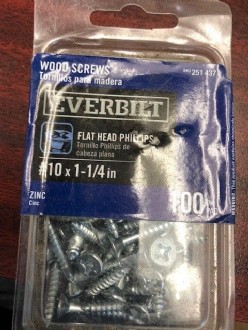 WOOD SCREWS
Tornillos para madera
251 437
EVERBILT
FLAT HEAD PHILLIPS
Tornillo Phillips de
cabeza plana
#10 x 1-1/4 in
ZINC
Cinc